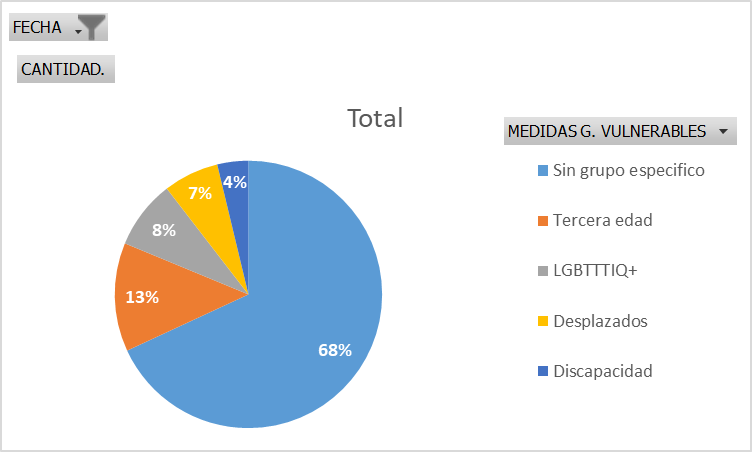 FECHA
CANTIDAD.
Total
MEDIDAS G. VULNERABLES
Sin grupo especifico
Tercera edad
LGBTTTIQ+
Desplazados
Discapacidad
4%
7%
8%
13%
68%